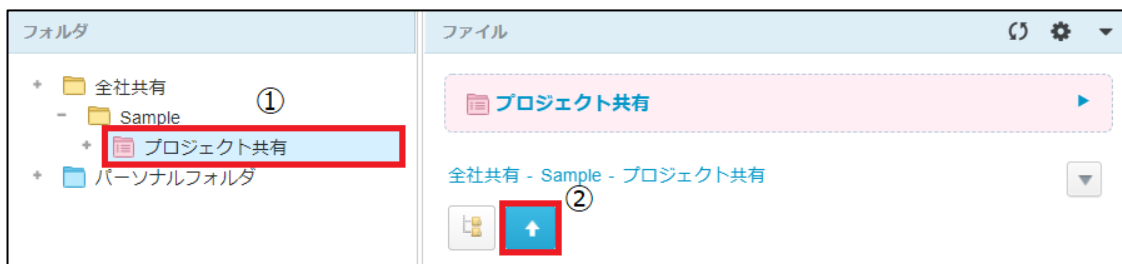 フォルダ
全社共有
①
Sample
プロジェクト共有
パーソナルフォルダ
ファイル
プロジェクト共有
全社共有 - Sample - プロジェクト共有
②